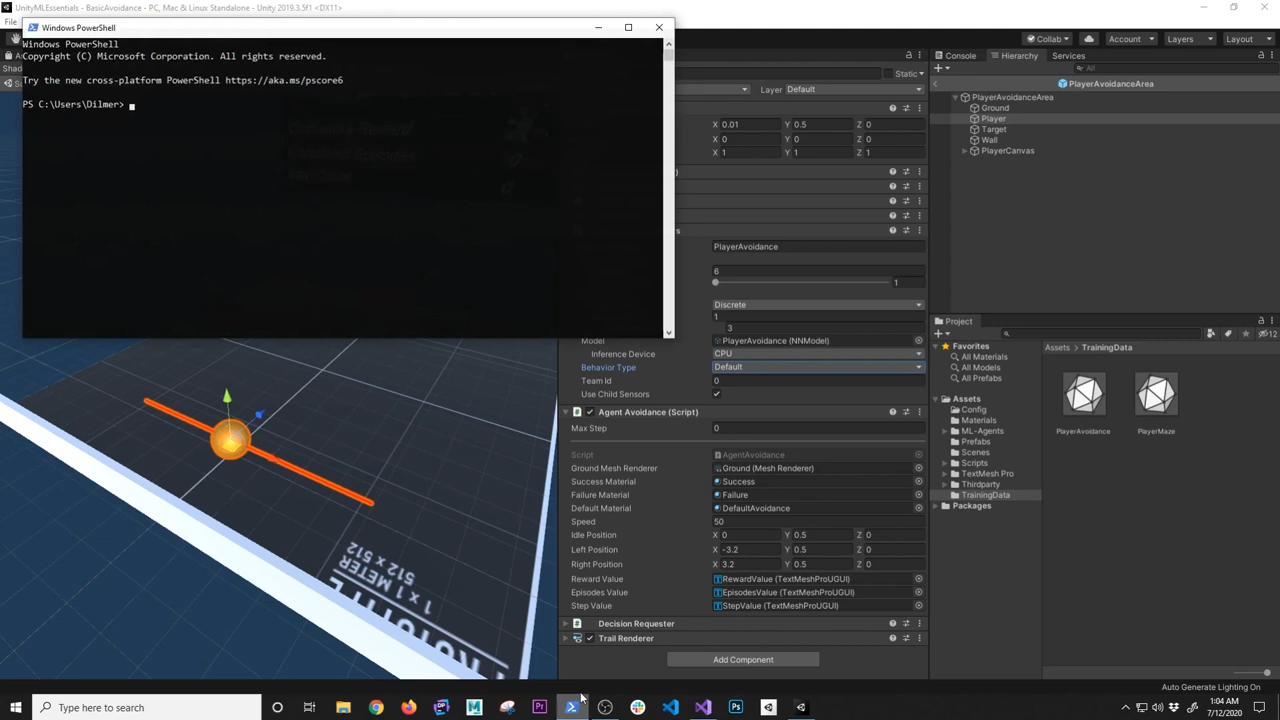 UnityMLEssentials - BasicAvoidance - PC, Mac & Linux Standalone - Unity 2019.3.5f1 <DX11>
File
Windows PowerShell
Windows PowerShell
Copyright (C) Microsoft Corporation. All rights reserved.
Try the new cross-platform PowerShell https://aka.ms/pscore6
PS C:\Users\Dilmer>
Collab
Account
Layers
Layout
Static
Layer Default
X 0.01 Y 0.5 Z 0
X 0 Y 0 Z 0
X 1 Y 1 Z 1
PlayerAvoidance
6
1
Discrete
1
3
Model PlayerAvoidance (NNModel)
Inference Device CPU
Behavior Type Default
Team Id 0
Use Child Sensors
Agent Avoidance (Script)
Max Step 0
Script AgentAvoidance
Ground Mesh Renderer Ground (Mesh Renderer)
Success Material Success
Failure Material Failure
Default Material DefaultAvoidance
Speed 50
Idle Position X 0 Y 0.5 Z 0
Left Position X -3.2 Y 0.5 Z 0
Right Position X 3.2 Y 0.5 Z 0
Reward Value RewardValue (TextMeshProUGUI)
Episodes Value EpisodesValue (TextMeshProUGUI)
Step Value StepValue (TextMeshProUGUI)
Decision Requester
Trail Renderer
Add Component
Console Hierarchy Services
All
PlayerAvoidanceArea
PlayerAvoidanceArea
Ground
Player
Target
Wall
PlayerCanvas
Project
12
Favorites
All Materials
All Models
All Prefabs
Assets
Config
Materials
ML-Agents
Prefabs
Scenes
Scripts
TextMesh Pro
Thirdparty
TrainingData
Packages
Assets TrainingData
PlayerAvoidance
PlayerMaze
1 x 1 METER
512 x 512
Auto Generate Lighting On
Type here to search
1:04 AM
7/12/2020